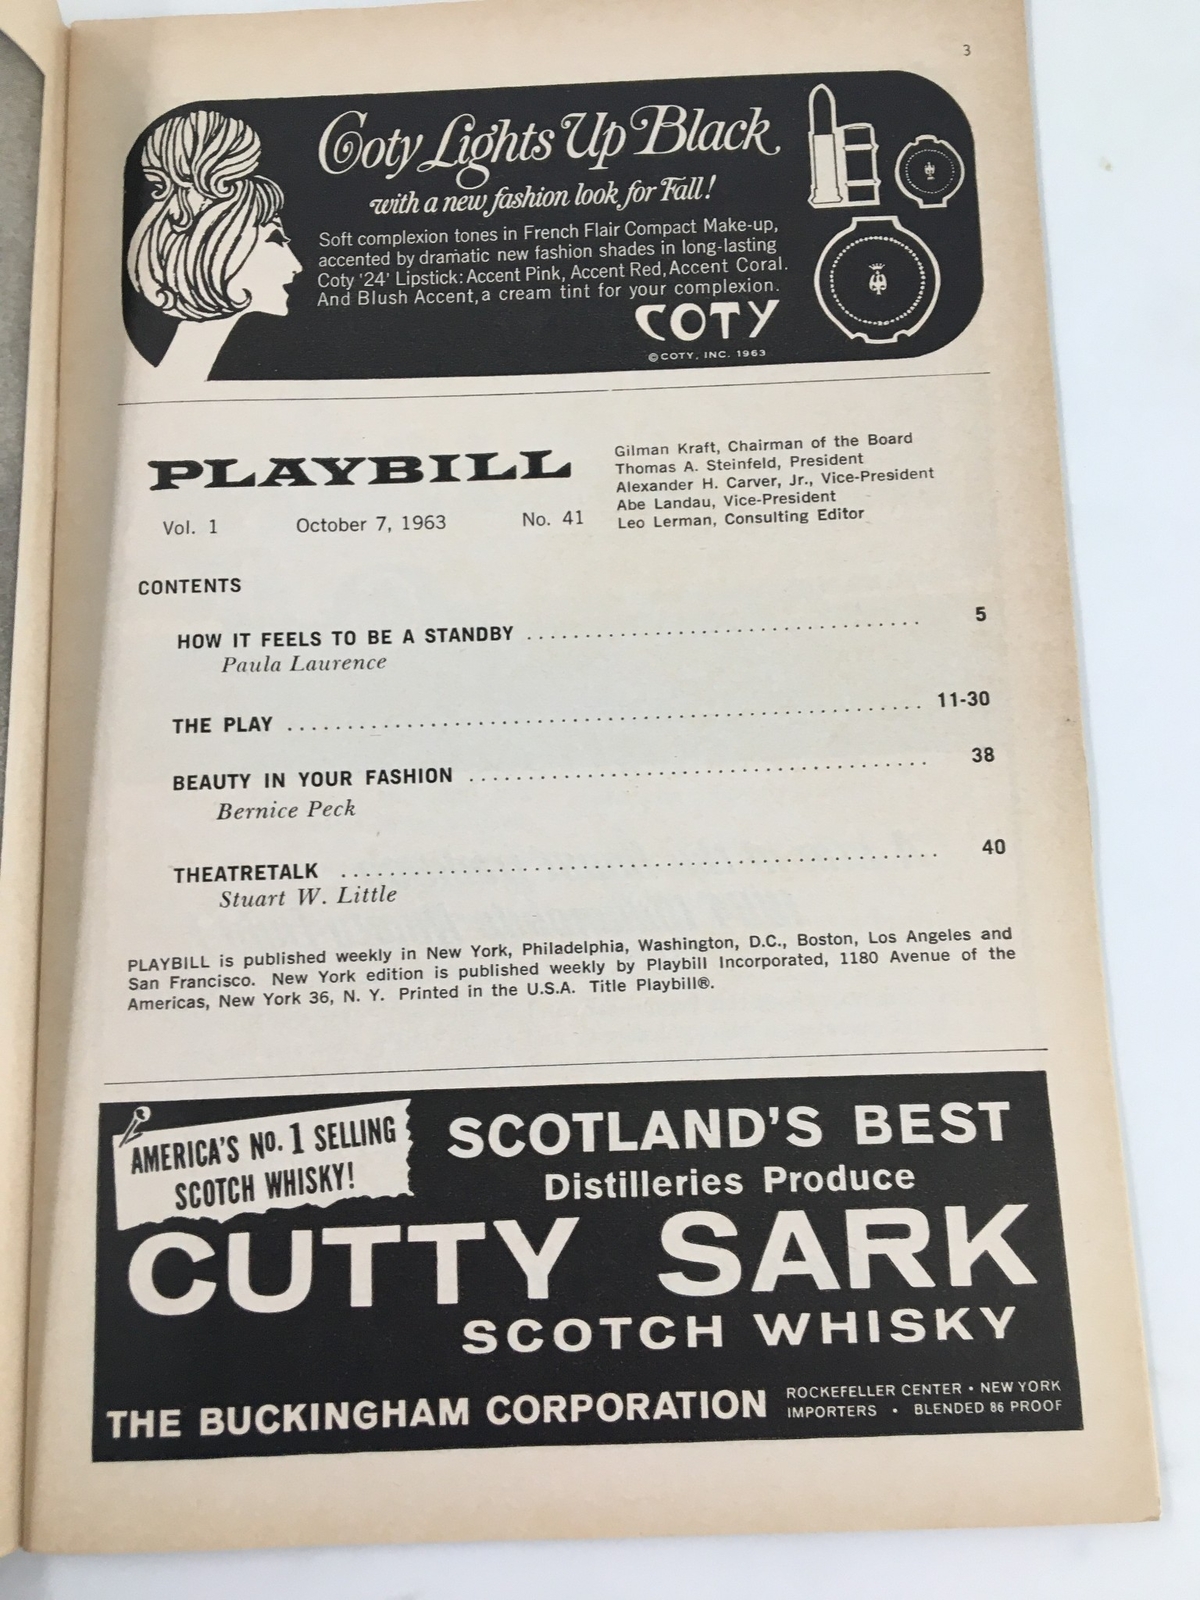 3
Coty Lights Up Black
with a new fashion look for Fall!
Soft complexion tones in French Flair Compact Make-up,
accented by dramatic new fashion shades in long-lasting
Coty '24' Lipstick: Accent Pink, Accent Red, Accent Coral.
And Blush Accent, a cream tint for your complexion.
COTY
©COTY, INC. 1963
PLAYBILL
Vol. 1 October 7, 1963 No. 41
Gilman Kraft, Chairman of the Board
Thomas A. Steinfeld, President
Alexander H. Carver, Jr., Vice-President
Abe Landau, Vice-President
Leo Lerman, Consulting Editor
CONTENTS
HOW IT FEELS TO BE A STANDBY ........................................ 5
Paula Laurence
THE PLAY ........................................ 11-30
BEAUTY IN YOUR FASHION ........................................ 38
Bernice Peck
THEATRETALK ........................................ 40
Stuart W. Little
PLAYBILL is published weekly in New York, Philadelphia, Washington, D.C., Boston, Los Angeles and
San Francisco. New York edition is published weekly by Playbill Incorporated, 1180 Avenue of the
Americas, New York 36, N. Y. Printed in the U.S.A. Title Playbill®.
AMERICA'S NO. 1 SELLING
SCOTCH WHISKY!
SCOTLAND'S BEST
Distilleries Produce
CUTTY SARK
SCOTCH WHISKY
THE BUCKINGHAM CORPORATION
ROCKEFELLER CENTER • NEW YORK
IMPORTERS • BLENDED 86 PROOF